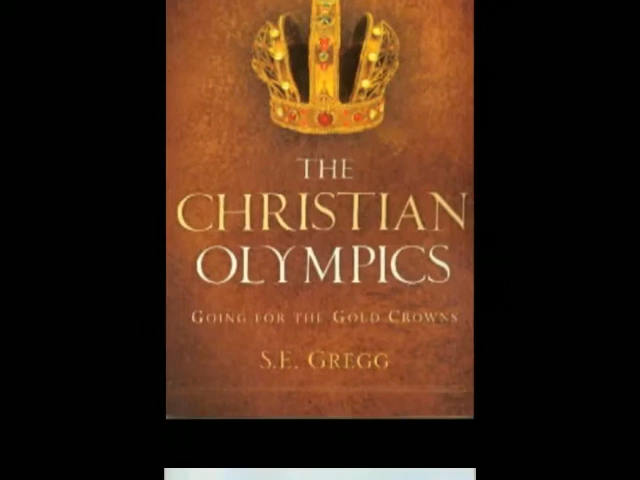 THE
CHRISTIAN
OLYMPICS
GOING FOR THE GOLD CROWNS
S.E. GREGG